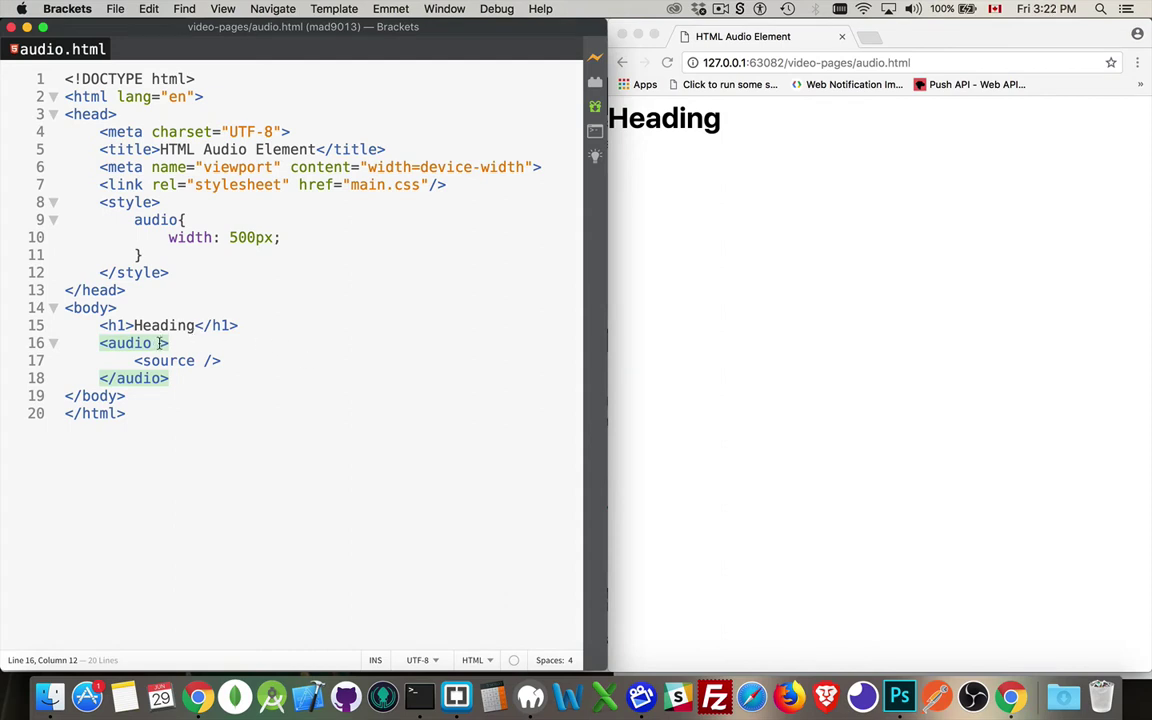 Brackets File Edit Find View Navigate Template Emmet Window Debug Help
100% Fri 3:22 PM
video-pages/audio.html (mad9013) — Brackets
audio.html
1 <!DOCTYPE html>
2 <html lang="en">
3 <head>
4 <meta charset="UTF-8">
5 <title>HTML Audio Element</title>
6 <meta name="viewport" content="width=device-width">
7 <link rel="stylesheet" href="main.css"/>
8 <style>
9 audio{
10 width: 500px;
11 }
12 </style>
13 </head>
14 <body>
15 <h1>Heading</h1>
16 <audio >
17 <source />
18 </audio>
19 </body>
20 </html>
Line 16, Column 12 — 20 Lines
INS UTF-8 HTML Spaces: 4
HTML Audio Element
127.0.0.1:63082/video-pages/audio.html
Apps Click to run some s... Web Notification Im... Push API - Web API... »
Heading
1
JUN
29
Ps